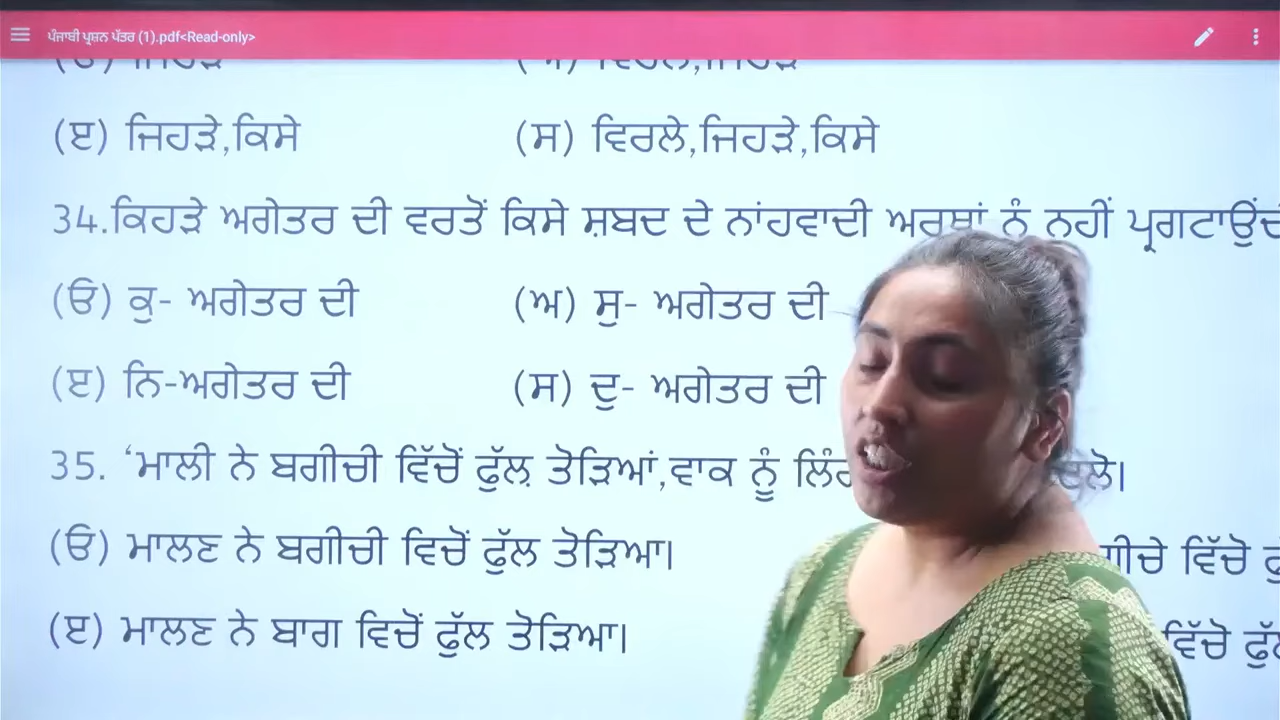 ਪੰਜਾਬੀ ਪ੍ਰਸ਼ਨ ਪੱਤਰ (1).pdf<Read-only>
(ੲ) ਜਿਹੜੇ,ਕਿਸੇ (ਸ) ਵਿਰਲੇ,ਜਿਹੜੇ,ਕਿਸੇ
34.ਕਿਹੜੇ ਅਗੇਤਰ ਦੀ ਵਰਤੋਂ ਕਿਸੇ ਸ਼ਬਦ ਦੇ ਨਾਂਹਵਾਦੀ ਅਰਥਾਂ ਨੂੰ ਨਹੀਂ
(ੳ) ਕੁ- ਅਗੇਤਰ ਦੀ (ਅ) ਸੁ- ਅਗੇਤਰ ਦੀ
(ੲ) ਨਿ-ਅਗੇਤਰ ਦੀ (ਸ) ਦੁ- ਅਗੇਤਰ ਦੀ
35. ‘ਮਾਲੀ ਨੇ ਬਗੀਚੀ ਵਿੱਚੋਂ ਫੁੱਲ਼ ਤੋੜਿਆਂ,ਵਾਕ ਨੂੰ
(ੳ) ਮਾਲਣ ਨੇ ਬਗੀਚੀ ਵਿਚੋਂ ਫੁੱਲ ਤੋੜਿਆ। ਵਿੱਚੋ
(ੲ) ਮਾਲਣ ਨੇ ਬਾਗ ਵਿਚੋਂ ਫੁੱਲ ਤੋੜਿਆ। ਵਿੱਚੋ